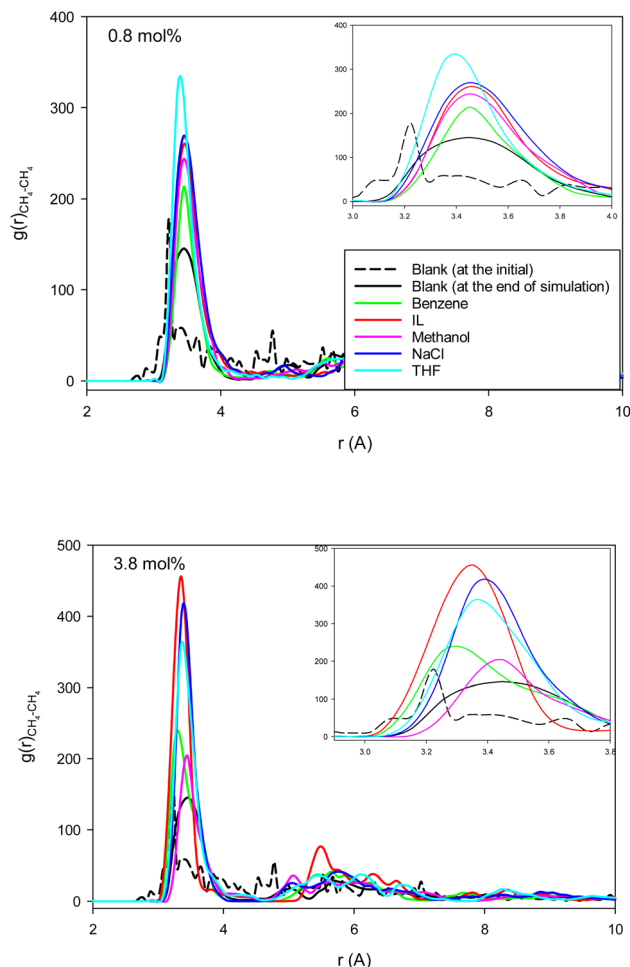 0.8 mol%
400
300
200
100
0
g(r)CH4-CH4
2 4 6 8 10
r (A)
400
300
200
100
0
3.0 3.2 3.4 3.6 3.8 4.0
Blank (at the initial)
Blank (at the end of simulation)
Benzene
IL
Methanol
NaCl
THF
3.8 mol%
500
400
300
200
100
0
g(r)CH4-CH4
2 4 6 8 10
r (A)
500
400
300
200
100
0
3.0 3.2 3.4 3.6 3.8